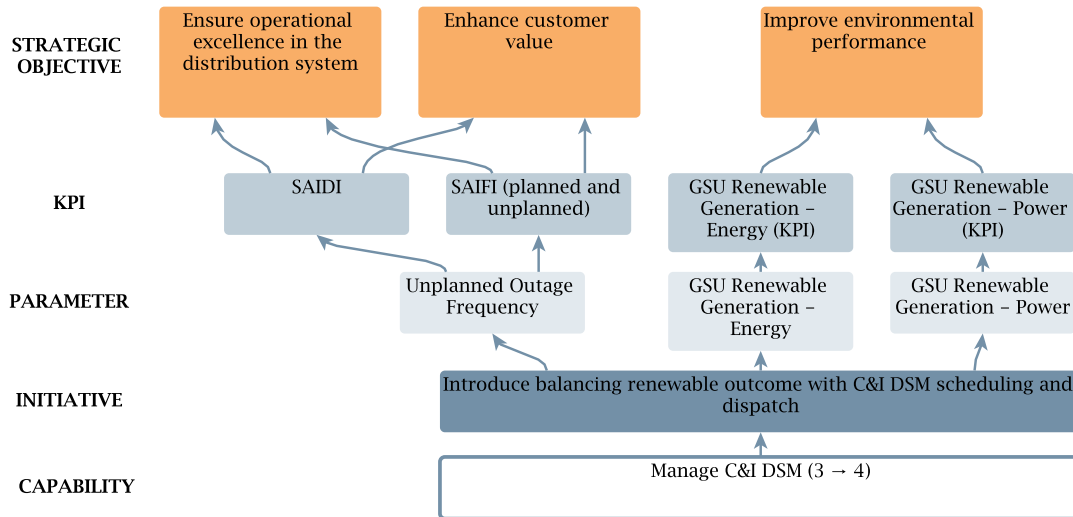 STRATEGIC
OBJECTIVE
Ensure operational
excellence in the
distribution system
Enhance customer
value
Improve environmental
performance
KPI
SAIDI
SAIFI (planned and
unplanned)
GSU Renewable
Generation –
Energy (KPI)
GSU Renewable
Generation – Power
(KPI)
PARAMETER
Unplanned Outage
Frequency
GSU Renewable
Generation –
Energy
GSU Renewable
Generation – Power
INITIATIVE
Introduce balancing renewable outcome with C&I DSM scheduling and
dispatch
CAPABILITY
Manage C&I DSM (3 → 4)